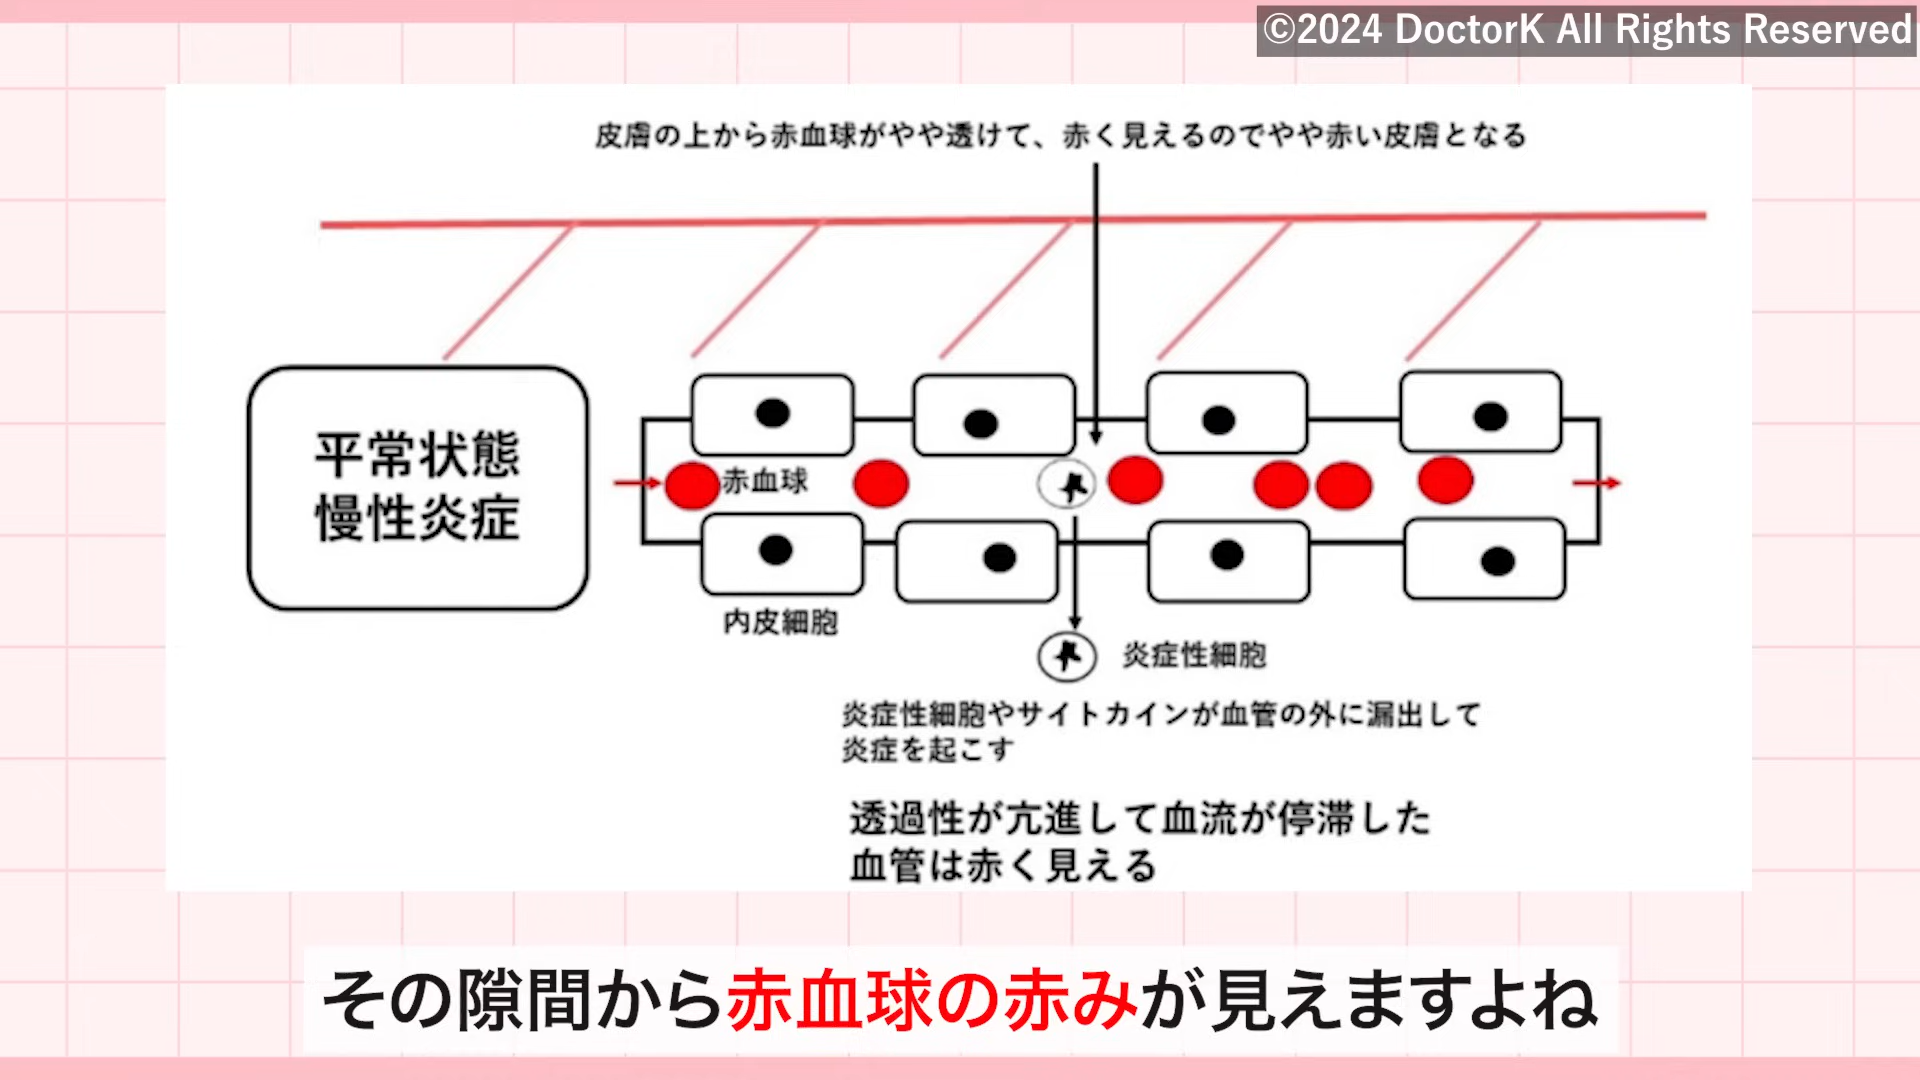 ©2024 DoctorK All Rights Reserved
皮膚の上から赤血球がやや透けて、赤く見えるのでやや赤い皮膚となる
平常状態
慢性炎症
赤血球
内皮細胞
炎症性細胞
炎症性細胞やサイトカインが血管の外に漏出して
炎症を起こす
透過性が亢進して血流が停滞した
血管は赤く見える
その隙間から赤血球の赤みが見えますよね